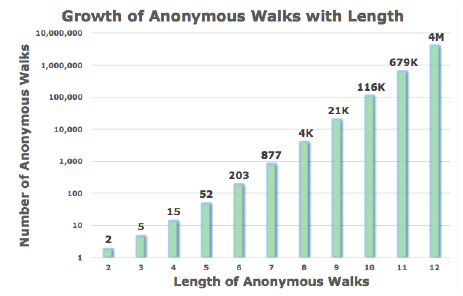 Growth of Anonymous Walks with Length
Number of Anonymous Walks
10,000,000
1,000,000
100,000
10,000
1,000
100
10
1
2
5
15
52
203
877
4K
21K
116K
679K
4M
2 3 4 5 6 7 8 9 10 11 12
Length of Anonymous Walks